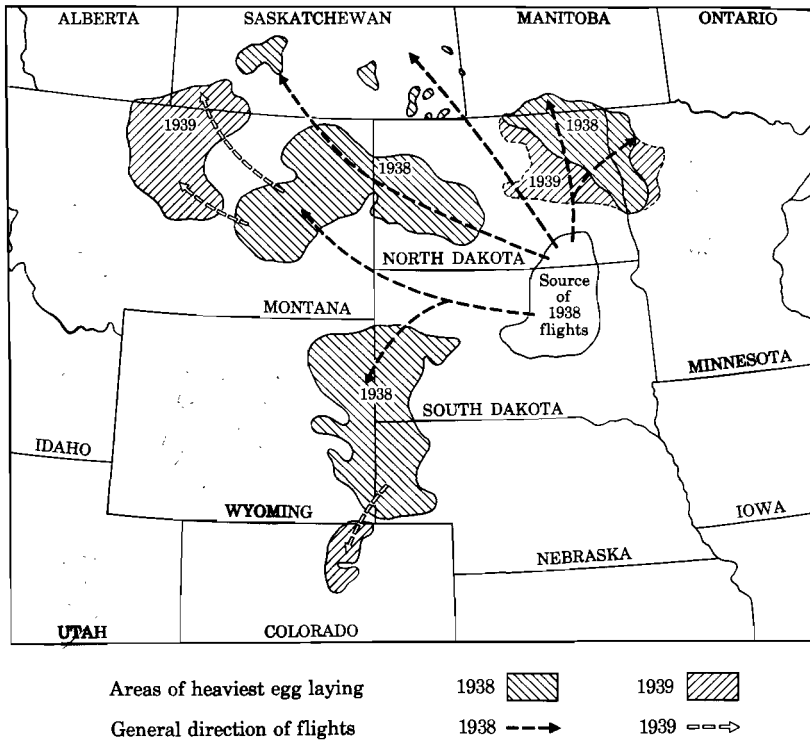 ALBERTA SASKATCHEWAN MANITOBA ONTARIO
1939
1938
1938
1939
NORTH DAKOTA
Source
of
1938
flights
MONTANA
MINNESOTA
1938
SOUTH DAKOTA
IDAHO
WYOMING
IOWA
NEBRASKA
UTAH COLORADO
Areas of heaviest egg laying 1938 1939
General direction of flights 1938 1939